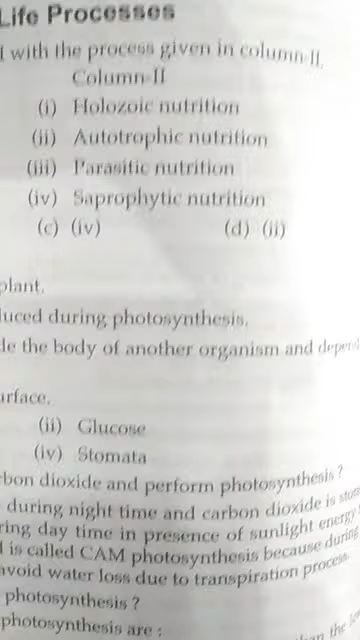 Life Processes
with the process given in column-II.
Column-II
(i) Holozoic nutrition
(ii) Autotrophic nutrition
(iii) Parasitic nutrition
(iv) Saprophytic nutrition
(c) (iv) (d) (ii)
plant.
duced during photosynthesis.
de the body of another organism and depend
urface.
(ii) Glucose
(iv) Stomata
rbon dioxide and perform photosynthesis ?
during night time and carbon dioxide is
ring day time in presence of sunlight energy
is called CAM photosynthesis because during
avoid water loss due to transpiration process.
photosynthesis ?
photosynthesis are :
the